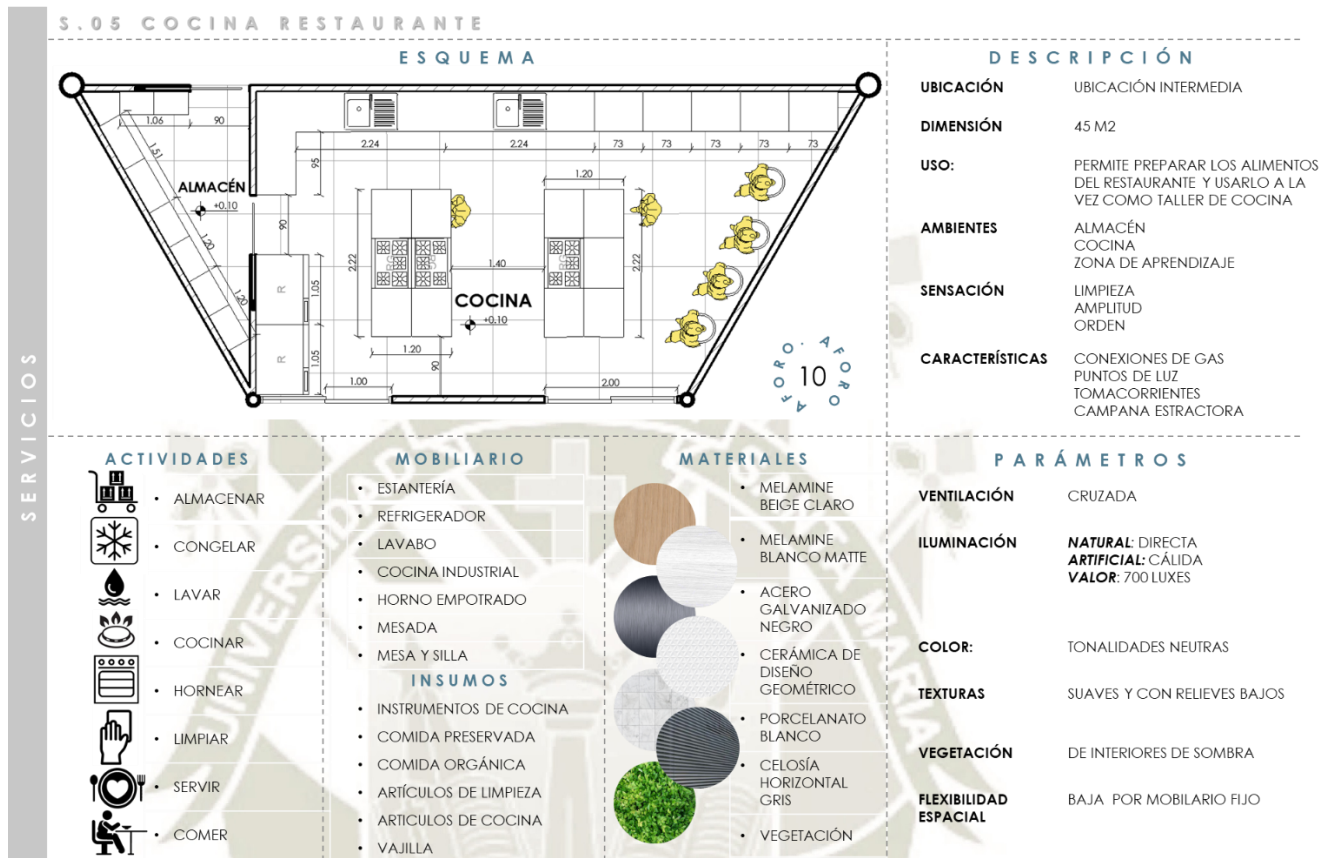 S.05 COCINA RESTAURANTE
SERVICIOS
ESQUEMA
1.06
90
1.51
ALMACÉN
+0.10
1.20
1.20
2.24
2.24
73
73
73
73
73
95
90
R
R
1.05
1.05
2.22
1.20
1.40
2.22
COCINA
+0.10
1.20
90
1.00
2.00
AFORO. AFORO
10
DESCRIPCIÓN
UBICACIÓN
UBICACIÓN INTERMEDIA
DIMENSIÓN
45 M2
USO:
PERMITE PREPARAR LOS ALIMENTOS
DEL RESTAURANTE Y USARLO A LA
VEZ COMO TALLER DE COCINA
AMBIENTES
ALMACÉN
COCINA
ZONA DE APRENDIZAJE
SENSACIÓN
LIMPIEZA
AMPLITUD
ORDEN
CARACTERÍSTICAS
CONEXIONES DE GAS
PUNTOS DE LUZ
TOMACORRIENTES
CAMPANA ESTRACTORA
ACTIVIDADES
• ALMACENAR
• CONGELAR
• LAVAR
• COCINAR
• HORNEAR
• LIMPIAR
• SERVIR
• COMER
MOBILIARIO
• ESTANTERÍA
• REFRIGERADOR
• LAVABO
• COCINA INDUSTRIAL
• HORNO EMPOTRADO
• MESADA
• MESA Y SILLA
INSUMOS
• INSTRUMENTOS DE COCINA
• COMIDA PRESERVADA
• COMIDA ORGÁNICA
• ARTÍCULOS DE LIMPIEZA
• ARTICULOS DE COCINA
• VAJILLA
MATERIALES
• MELAMINE
BEIGE CLARO
• MELAMINE
BLANCO MATTE
• ACERO
GALVANIZADO
NEGRO
• CERÁMICA DE
DISEÑO
GEOMÉTRICO
• PORCELANATO
BLANCO
• CELOSÍA
HORIZONTAL
GRIS
• VEGETACIÓN
PARÁMETROS
VENTILACIÓN
CRUZADA
ILUMINACIÓN
NATURAL: DIRECTA
ARTIFICIAL: CÁLIDA
VALOR: 700 LUXES
COLOR:
TONALIDADES NEUTRAS
TEXTURAS
SUAVES Y CON RELIEVES BAJOS
VEGETACIÓN
DE INTERIORES DE SOMBRA
FLEXIBILIDAD
ESPACIAL
BAJA POR MOBILARIO FIJO